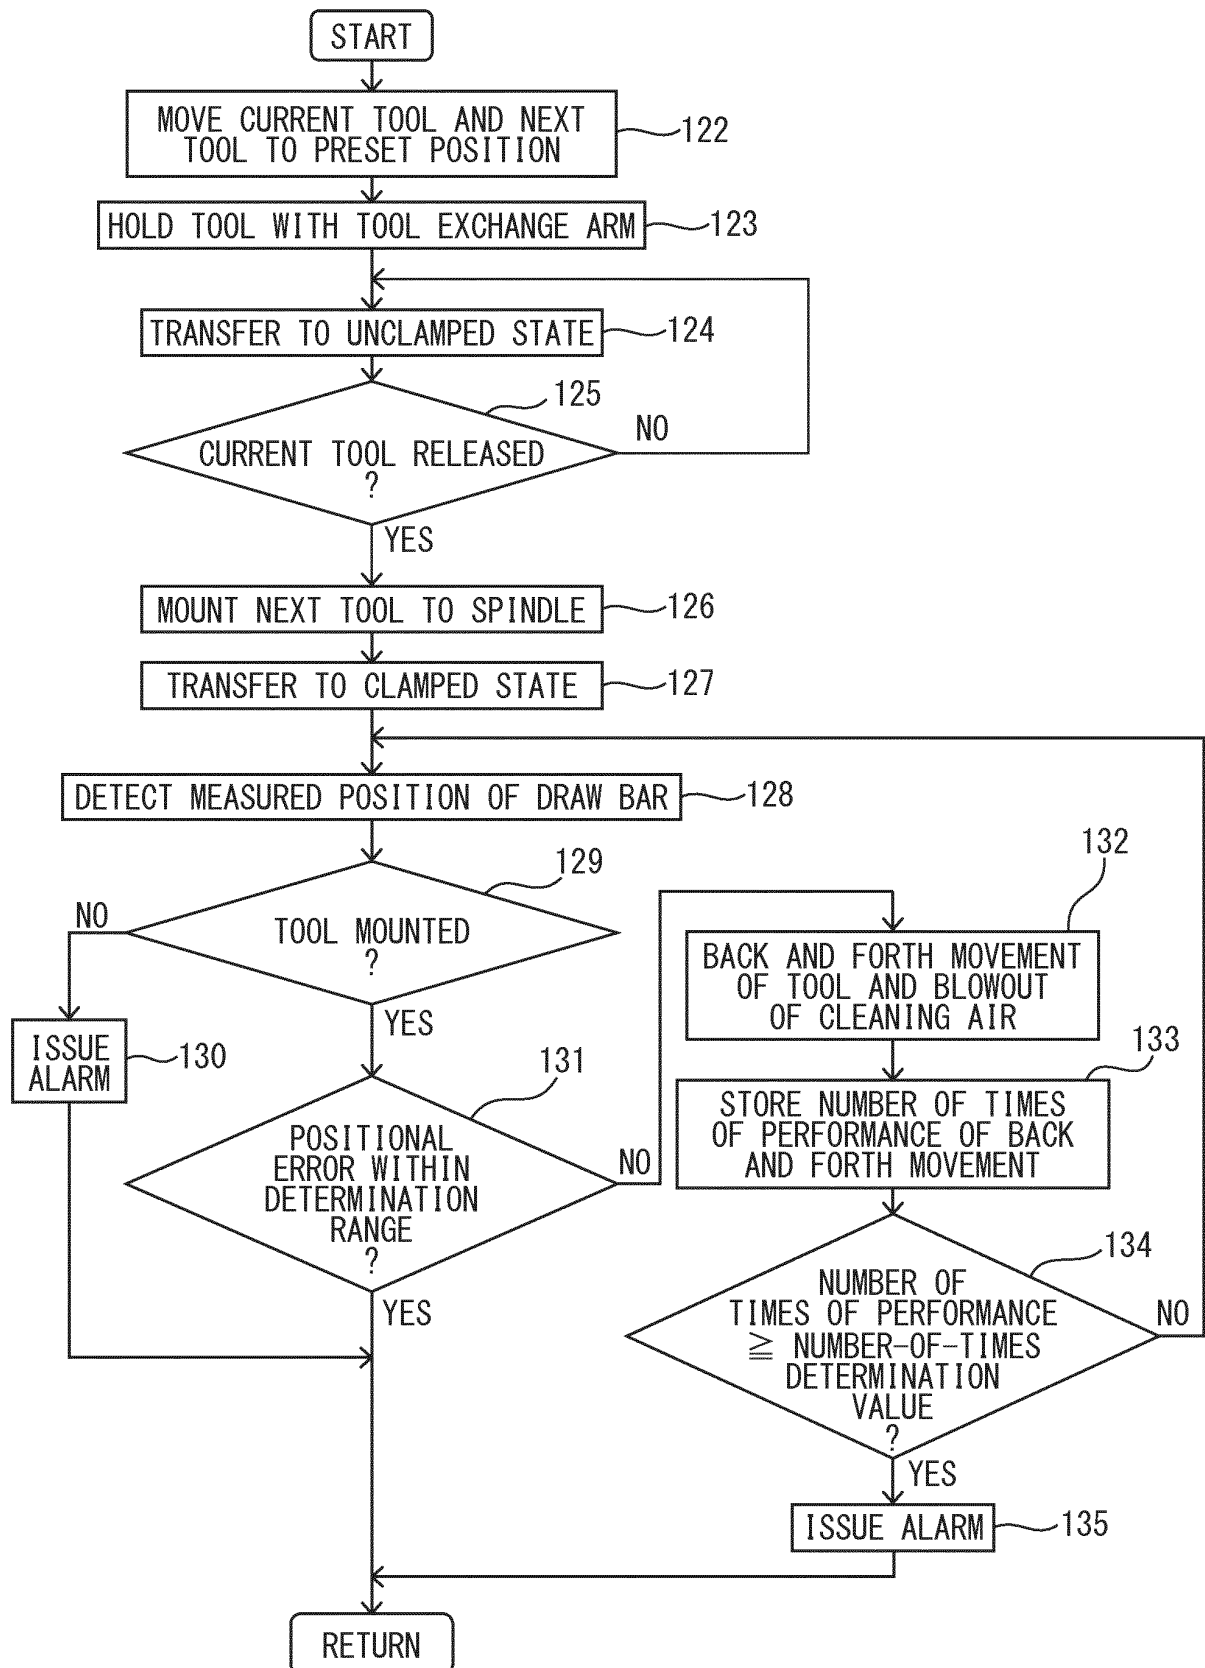 START
MOVE CURRENT TOOL AND NEXT
TOOL TO PRESET POSITION
122
HOLD TOOL WITH TOOL EXCHANGE ARM
123
TRANSFER TO UNCLAMPED STATE
124
125
CURRENT TOOL RELEASED
?
NO
YES
MOUNT NEXT TOOL TO SPINDLE
126
TRANSFER TO CLAMPED STATE
127
DETECT MEASURED POSITION OF DRAW BAR
128
129
TOOL MOUNTED
?
NO
YES
ISSUE
ALARM
130
131
POSITIONAL
ERROR WITHIN
DETERMINATION
RANGE
?
NO
YES
132
BACK AND FORTH MOVEMENT
OF TOOL AND BLOWOUT
OF CLEANING AIR
133
STORE NUMBER OF TIMES
OF PERFORMANCE OF BACK
AND FORTH MOVEMENT
134
NUMBER OF
TIMES OF PERFORMANCE
≧ NUMBER-OF-TIMES
DETERMINATION
VALUE
?
NO
YES
ISSUE ALARM
135
RETURN